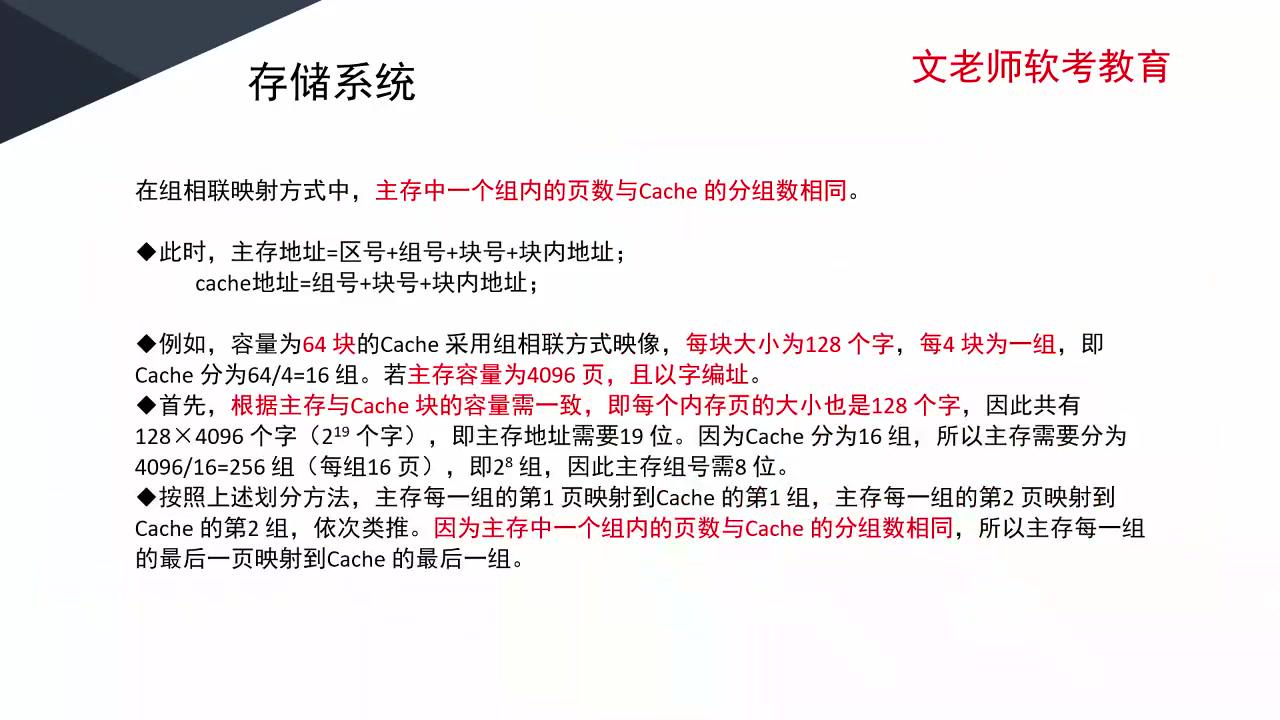 存储系统
文老师软考教育
在组相联映射方式中，主存中一个组内的页数与Cache 的分组数相同。
◆此时，主存地址=区号+组号+块号+块内地址；
cache地址=组号+块号+块内地址；
◆例如，容量为64 块的Cache 采用组相联方式映像，每块大小为128 个字，每4 块为一组，即
Cache 分为64/4=16 组。若主存容量为4096 页，且以字编址。
◆首先，根据主存与Cache 块的容量需一致，即每个内存页的大小也是128 个字，因此共有
128×4096 个字（2¹⁹ 个字），即主存地址需要19 位。因为Cache 分为16 组，所以主存需要分为
4096/16=256 组（每组16 页），即2⁸ 组，因此主存组号需8 位。
◆按照上述划分方法，主存每一组的第1 页映射到Cache 的第1 组，主存每一组的第2 页映射到
Cache 的第2 组，依次类推。因为主存中一个组内的页数与Cache 的分组数相同，所以主存每一组
的最后一页映射到Cache 的最后一组。